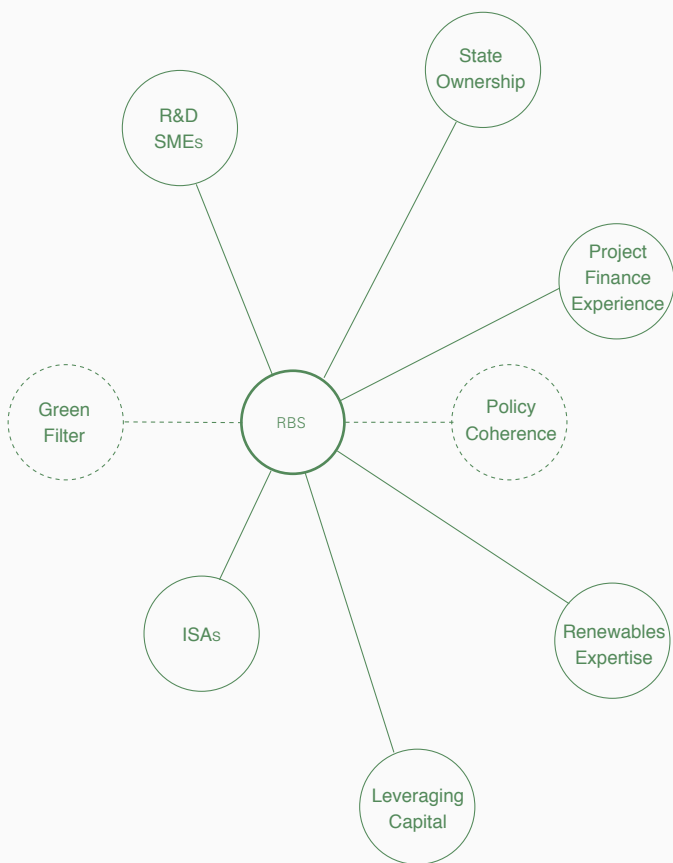 State
Ownership
R&D
SMEs
Project
Finance
Experience
Green
Filter
RBS
Policy
Coherence
ISAs
Renewables
Expertise
Leveraging
Capital